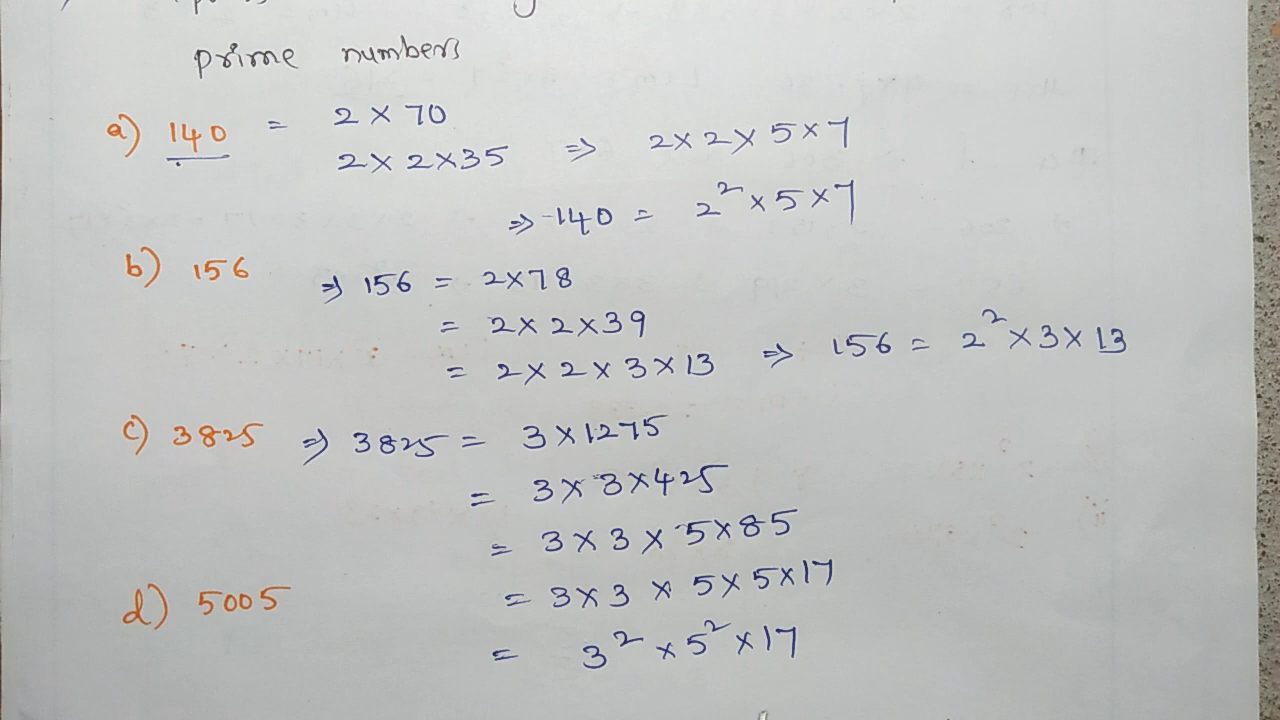 prime numbers
a) 140 = 2 × 70
2 × 2 × 35 ⇒ 2 × 2 × 5 × 7
⇒ 140 = 2² × 5 × 7
b) 156 ⇒ 156 = 2 × 78
= 2 × 2 × 39
= 2 × 2 × 3 × 13 ⇒ 156 = 2² × 3 × 13
c) 3825 ⇒ 3825 = 3 × 1275
= 3 × 3 × 425
= 3 × 3 × 5 × 85
= 3 × 3 × 5 × 5 × 17
d) 5005
= 3² × 5² × 17